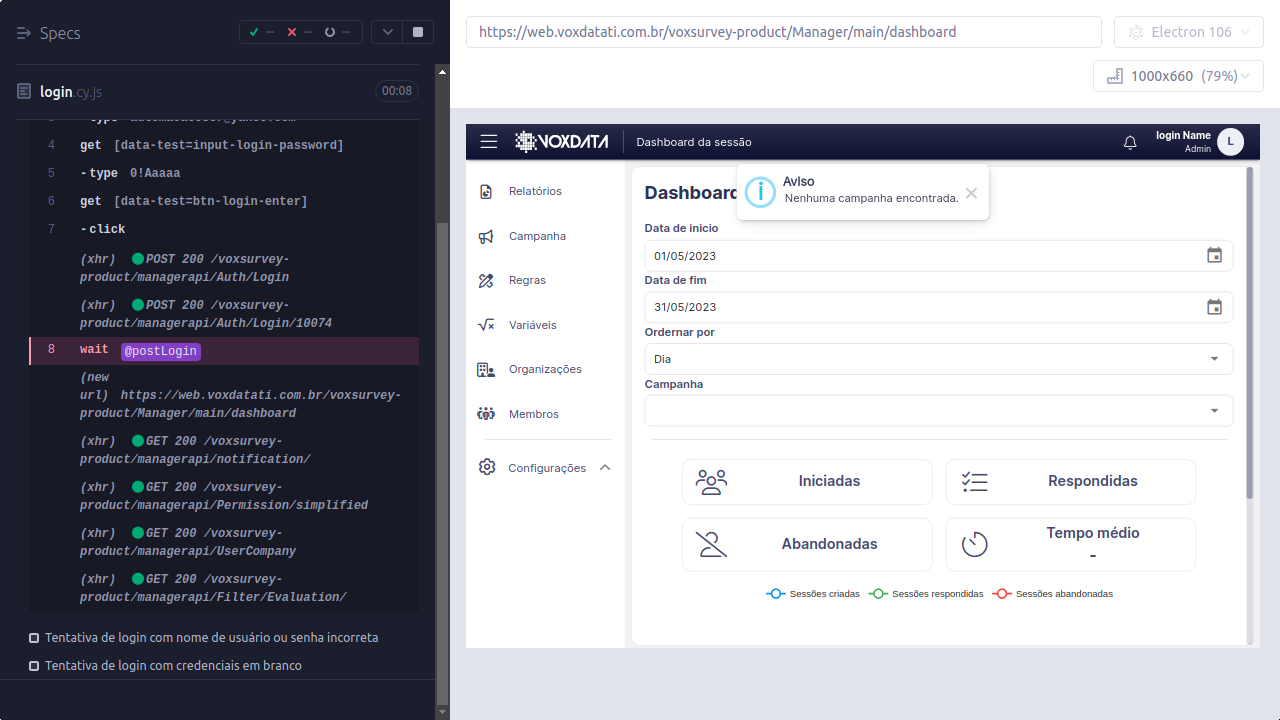 Specs
--
--
--
login.cy.js
00:08
4 get [data-test=input-login-password]
5 -type 0!Aaaaa
6 get [data-test=btn-login-enter]
7 -click
(xhr) POST 200 /voxsurvey-
product/managerapi/Auth/Login
(xhr) POST 200 /voxsurvey-
product/managerapi/Auth/Login/10074
8 wait @postLogin
(new
url) https://web.voxdatati.com.br/voxsurvey-
product/Manager/main/dashboard
(xhr) GET 200 /voxsurvey-
product/managerapi/notification/
(xhr) GET 200 /voxsurvey-
product/managerapi/Permission/simplified
(xhr) GET 200 /voxsurvey-
product/managerapi/UserCompany
(xhr) GET 200 /voxsurvey-
product/managerapi/Filter/Evaluation/
Tentativa de login com nome de usuário ou senha incorreta
Tentativa de login com credenciais em branco
https://web.voxdatati.com.br/voxsurvey-product/Manager/main/dashboard
Electron 106
1000x660 (79%)
VOXDATA
Dashboard da sessão
login Name
Admin
L
Relatórios
Campanha
Regras
Variáveis
Organizações
Membros
Configurações
Dashboard
Aviso
Nenhuma campanha encontrada.
Data de inicio
01/05/2023
Data de fim
31/05/2023
Ordernar por
Dia
Campanha
Iniciadas
Respondidas
Abandonadas
Tempo médio
-
Sessões criadas
Sessões respondidas
Sessões abandonadas